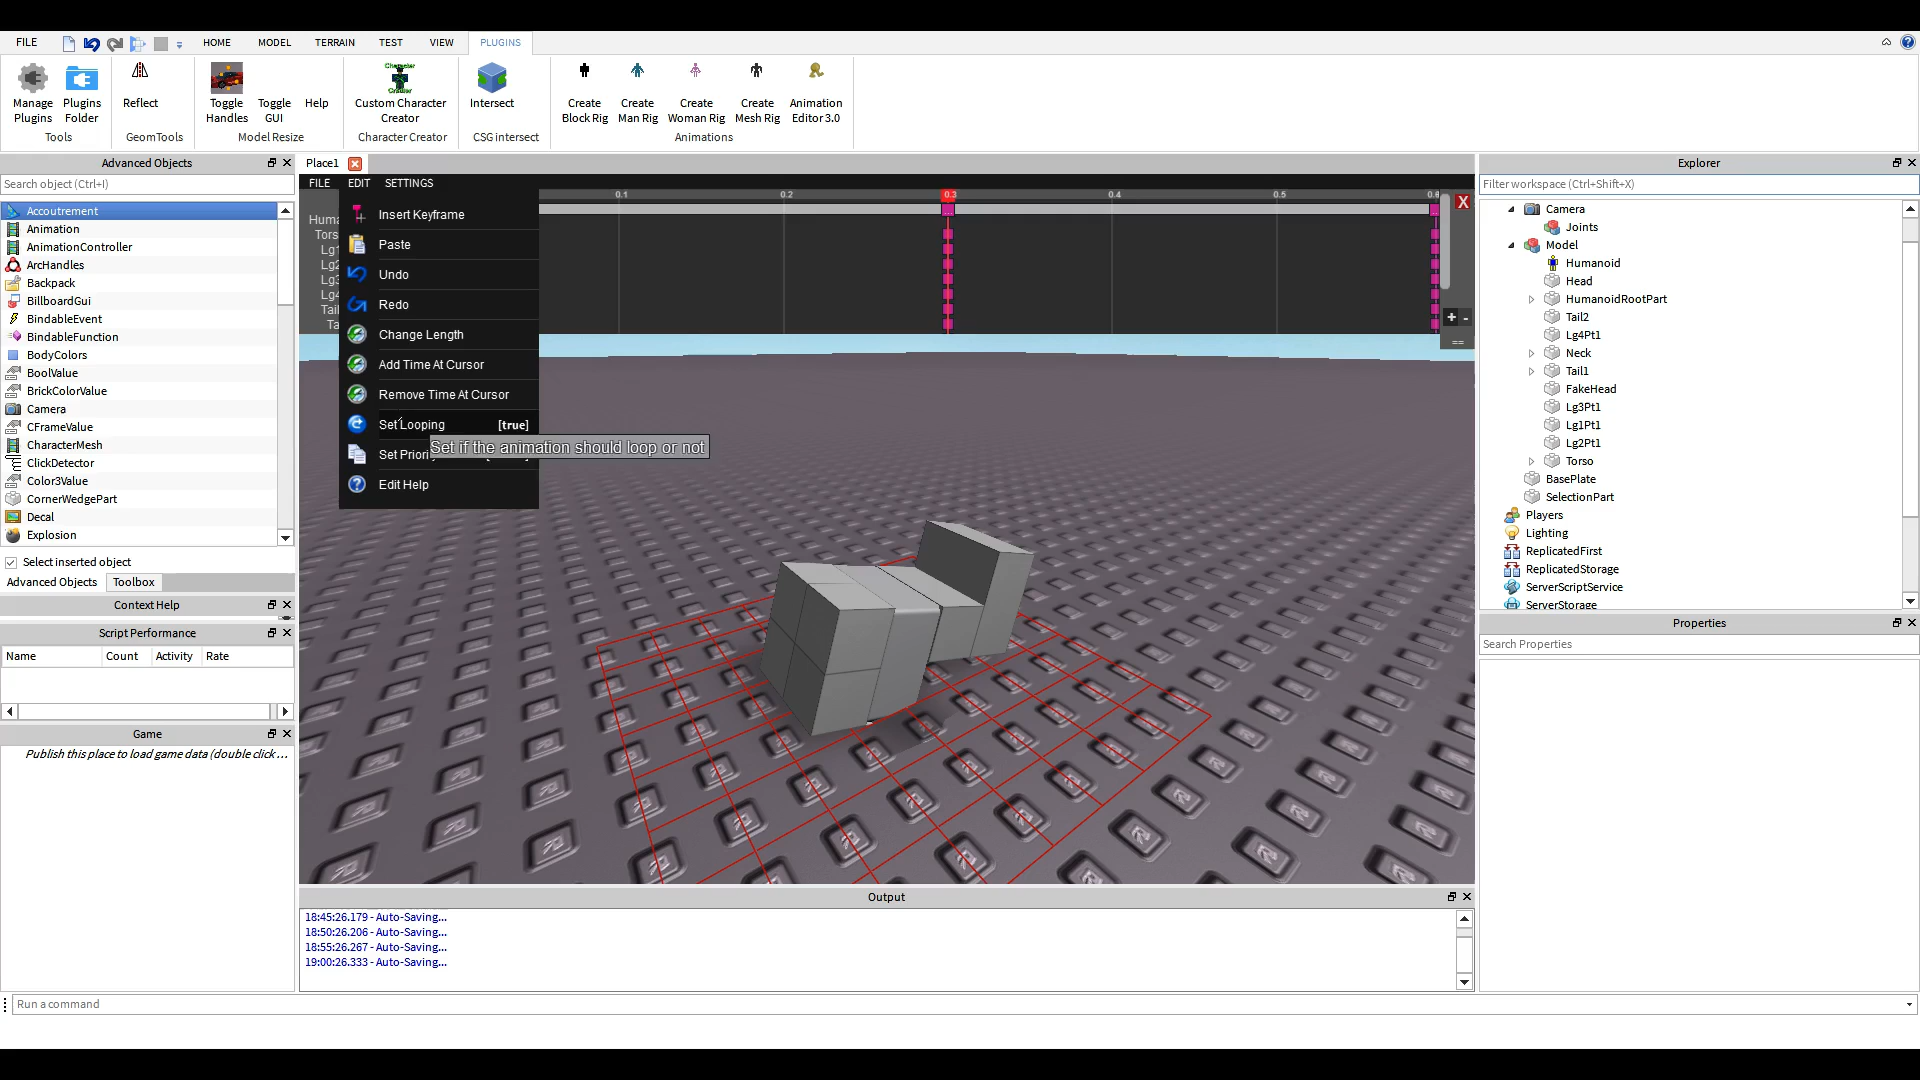 FILE
HOME MODEL TERRAIN TEST VIEW PLUGINS
Manage Plugins
Plugins Folder
Tools
Reflect
GeomTools
Toggle Handles
Toggle GUI
Help
Model Resize
Custom Character Creator
Character Creator
Intersect
CSG intersect
Create Block Rig
Create Man Rig
Create Woman Rig
Create Mesh Rig
Animation Editor 3.0
Animations
Advanced Objects
Search object (Ctrl+I)
Accoutrement
Animation
AnimationController
ArcHandles
Backpack
BillboardGui
BindableEvent
BindableFunction
BodyColors
BoolValue
BrickColorValue
Camera
CFrameValue
CharacterMesh
ClickDetector
Color3Value
CornerWedgePart
Decal
Explosion
Select inserted object
Advanced Objects Toolbox
Context Help
Script Performance
Name Count Activity Rate
Game
Publish this place to load game data (double click ...
Place1
FILE EDIT SETTINGS
0.1 0.2 0.3 0.4 0.5
X
Huma
Tors
Lg1
Lg2
Lg3
Lg4
Tail
Ta
+ -
==
Insert Keyframe
Paste
Undo
Redo
Change Length
Add Time At Cursor
Remove Time At Cursor
Set Looping [true]
Set if the animation should loop or not
Set Priori
Edit Help
Output
18:45:26.179 - Auto-Saving...
18:50:26.206 - Auto-Saving...
18:55:26.267 - Auto-Saving...
19:00:26.333 - Auto-Saving...
Run a command
Explorer
Filter workspace (Ctrl+Shift+X)
Camera
Joints
Model
Humanoid
Head
HumanoidRootPart
Tail2
Lg4Pt1
Neck
Tail1
FakeHead
Lg3Pt1
Lg1Pt1
Lg2Pt1
Torso
BasePlate
SelectionPart
Players
Lighting
ReplicatedFirst
ReplicatedStorage
ServerScriptService
ServerStorage
Properties
Search Properties